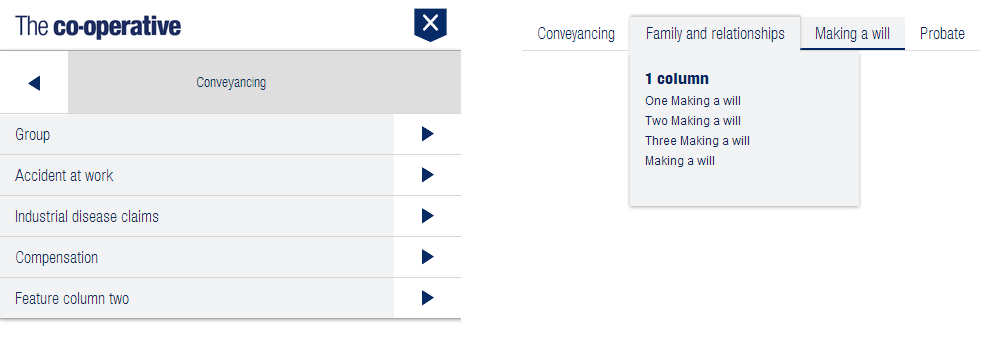 The co-operative
Conveyancing
Group
Accident at work
Industrial disease claims
Compensation
Feature column two
Conveyancing Family and relationships Making a will Probate
1 column
One Making a will
Two Making a will
Three Making a will
Making a will